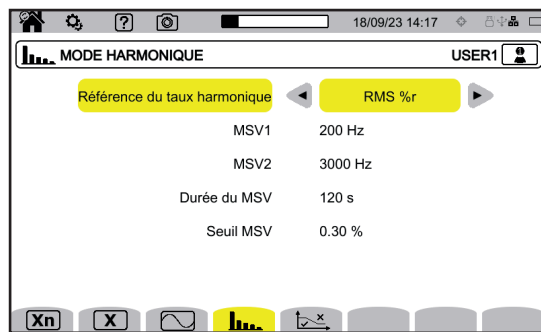 18/09/23 14:17
MODE HARMONIQUE USER1
Référence du taux harmonique RMS %r
MSV1 200 Hz
MSV2 3000 Hz
Durée du MSV 120 s
Seuil MSV 0.30 %
Xn X